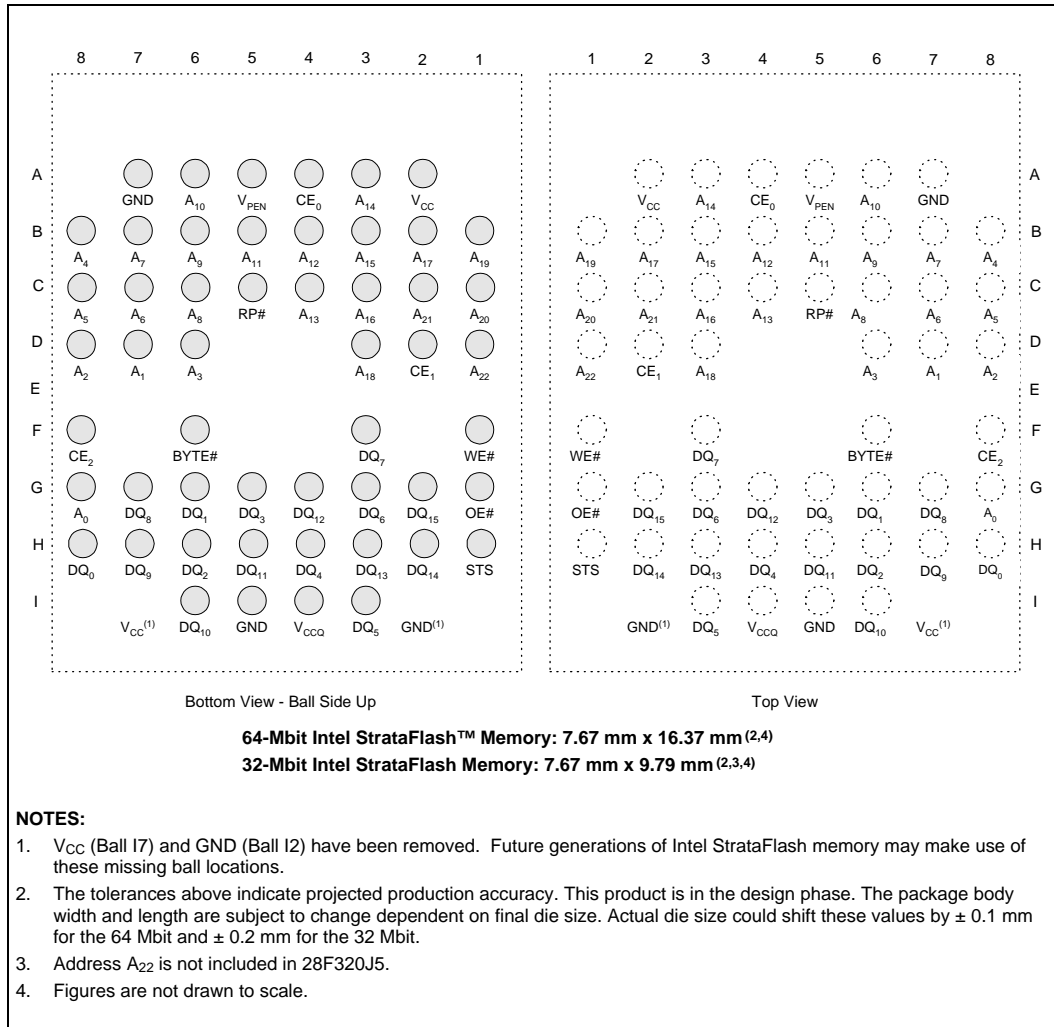 8 7 6 5 4 3 2 1 1 2 3 4 5 6 7 8
A A
GND A10 VPEN CE0 A14 VCC VCC A14 CE0 VPEN A10 GND
B B
A4 A7 A9 A11 A12 A15 A17 A19 A19 A17 A15 A12 A11 A9 A7 A4
C C
A5 A6 A8 RP# A13 A16 A21 A20 A20 A21 A16 A13 RP# A8 A6 A5
D D
A2 A1 A3 A18 CE1 A22 A22 CE1 A18 A3 A1 A2
E E
F F
CE2 BYTE# DQ7 WE# WE# DQ7 BYTE# CE2
G G
A0 DQ8 DQ1 DQ3 DQ12 DQ6 DQ15 OE# OE# DQ15 DQ6 DQ12 DQ3 DQ1 DQ8 A0
H H
DQ0 DQ9 DQ2 DQ11 DQ4 DQ13 DQ14 STS STS DQ14 DQ13 DQ4 DQ11 DQ2 DQ9 DQ0
I I
VCC(1) DQ10 GND VCCQ DQ5 GND(1) GND(1) DQ5 VCCQ GND DQ10 VCC(1)
Bottom View - Ball Side Up Top View
64-Mbit Intel StrataFlash™ Memory: 7.67 mm x 16.37 mm (2,4)
32-Mbit Intel StrataFlash Memory: 7.67 mm x 9.79 mm (2,3,4)
NOTES:
1. VCC (Ball I7) and GND (Ball I2) have been removed. Future generations of Intel StrataFlash memory may make use of
these missing ball locations.
2. The tolerances above indicate projected production accuracy. This product is in the design phase. The package body
width and length are subject to change dependent on final die size. Actual die size could shift these values by ± 0.1 mm
for the 64 Mbit and ± 0.2 mm for the 32 Mbit.
3. Address A22 is not included in 28F320J5.
4. Figures are not drawn to scale.